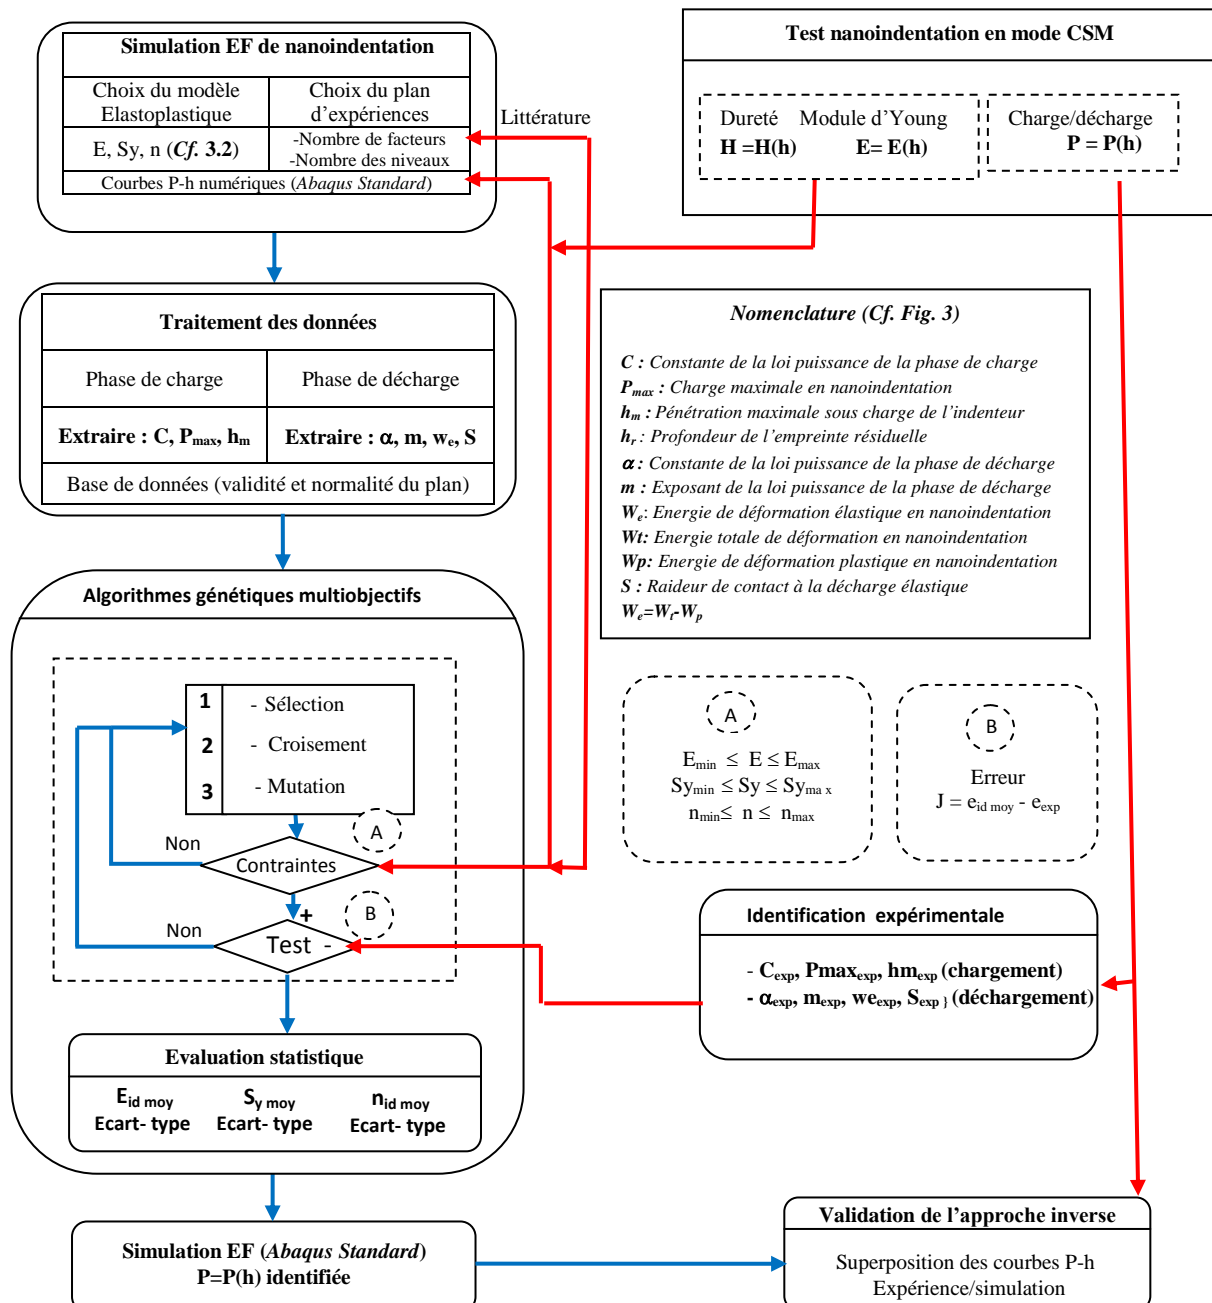 Simulation EF de nanoindentation
Choix du modèle
Elastoplastique
Choix du plan
d'expériences
E, Sy, n (Cf. 3.2)
-Nombre de facteurs
-Nombre des niveaux
Courbes P-h numériques (Abaqus Standard)
Littérature
Test nanoindentation en mode CSM
Dureté Module d'Young
H =H(h) E= E(h)
Charge/décharge
P = P(h)
Traitement des données
Phase de charge
Phase de décharge
Extraire : C, Pmax, hm
Extraire : α, m, we, S
Base de données (validité et normalité du plan)
Nomenclature (Cf. Fig. 3)
C : Constante de la loi puissance de la phase de charge
Pmax : Charge maximale en nanoindentation
hm : Pénétration maximale sous charge de l'indenteur
hr : Profondeur de l'empreinte résiduelle
α : Constante de la loi puissance de la phase de décharge
m : Exposant de la loi puissance de la phase de décharge
We: Energie de déformation élastique en nanoindentation
Wt: Energie totale de déformation en nanoindentation
Wp: Energie de déformation plastique en nanoindentation
S : Raideur de contact à la décharge élastique
We=Wt-Wp
Algorithmes génétiques multiobjectifs
1 - Sélection
2 - Croisement
3 - Mutation
A
Non
Contraintes
+
B
Non
Test -
A
Emin ≤ E ≤ Emax
Symin ≤ Sy ≤ Syma x
nmin≤ n ≤ nmax
B
Erreur
J = eid moy - eexp
Identification expérimentale
- Cexp, Pmaxexp, hmexp (chargement)
- αexp, mexp, weexp, Sexp } (déchargement)
Evaluation statistique
Eid moy Sy moy nid moy
Ecart- type Ecart- type Ecart- type
Simulation EF (Abaqus Standard)
P=P(h) identifiée
Validation de l'approche inverse
Superposition des courbes P-h
Expérience/simulation